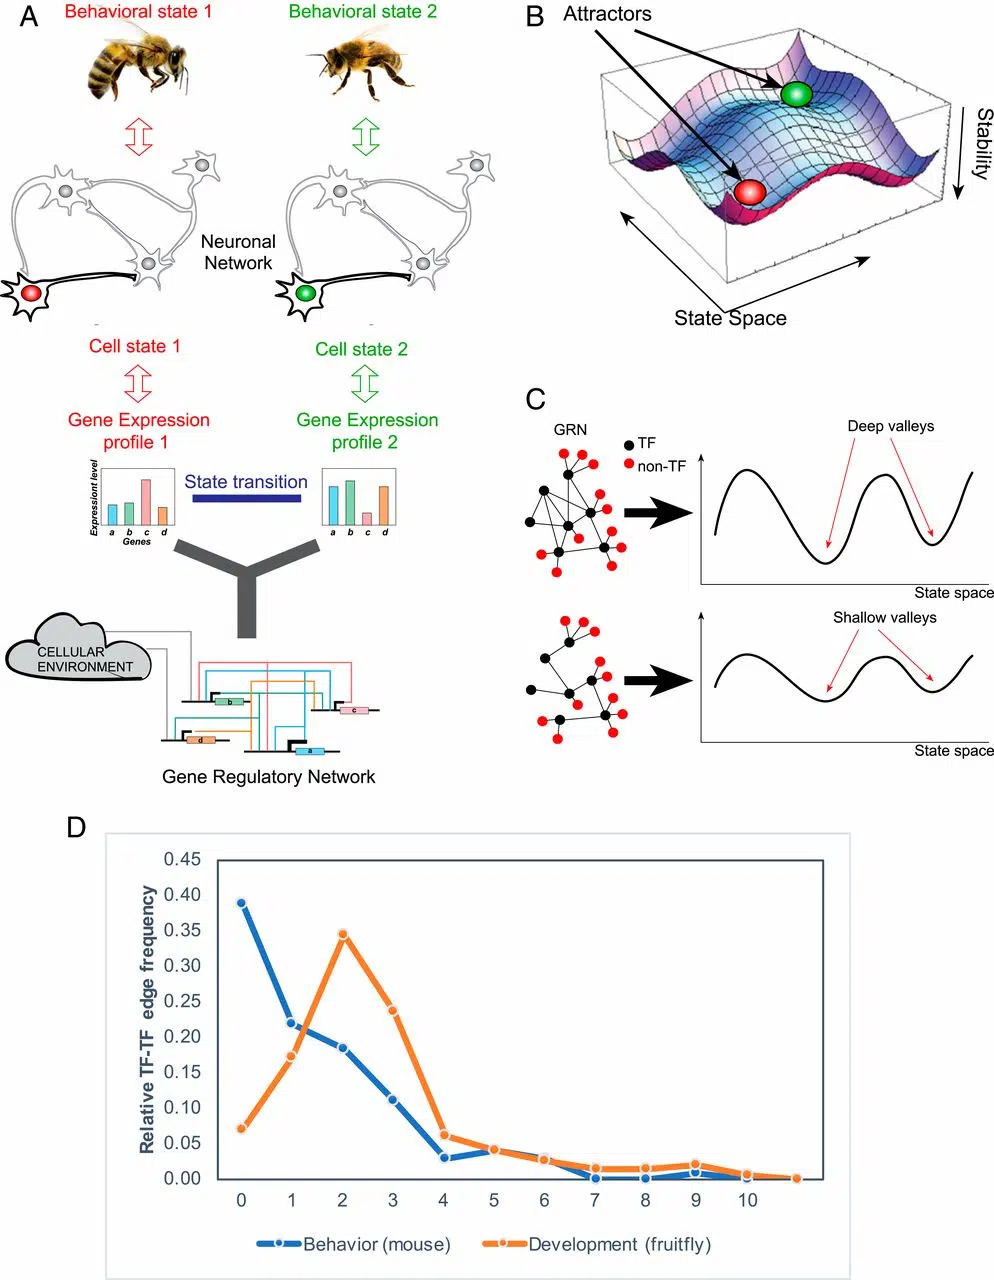 A
Behavioral state 1
Behavioral state 2
Neuronal
Network
Cell state 1
Cell state 2
Gene Expression
profile 1
Gene Expression
profile 2
State transition
Expressiont level
a b c d
Genes
a b c d
CELLULAR
ENVIRONMENT
b
c
d
a
Gene Regulatory Network
B
Attractors
Stability
State Space
C
GRN
TF
non-TF
Deep valleys
State space
Shallow valleys
State space
D
Relative TF-TF edge frequency
0.45
0.40
0.35
0.30
0.25
0.20
0.15
0.10
0.05
0.00
0 1 2 3 4 5 6 7 8 9 10
Behavior (mouse) Development (fruitfly)